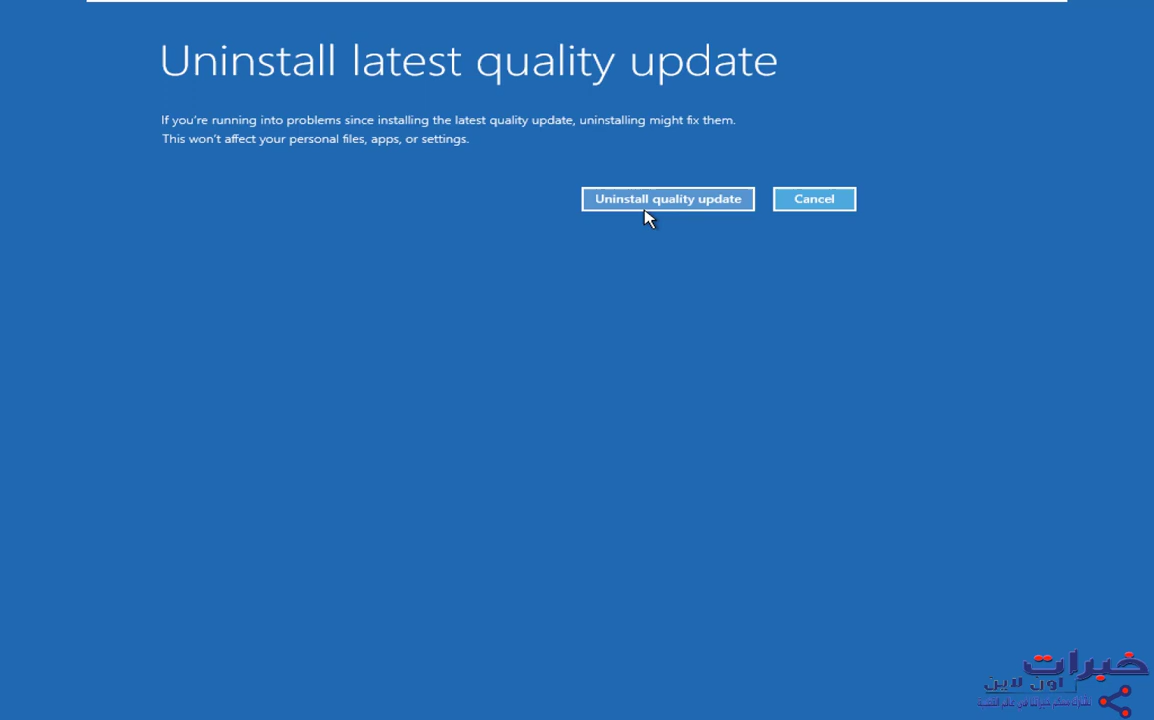 Uninstall latest quality update
If you're running into problems since installing the latest quality update, uninstalling might fix them.
This won't affect your personal files, apps, or settings.
Uninstall quality update
Cancel
خبرات
اون لاين